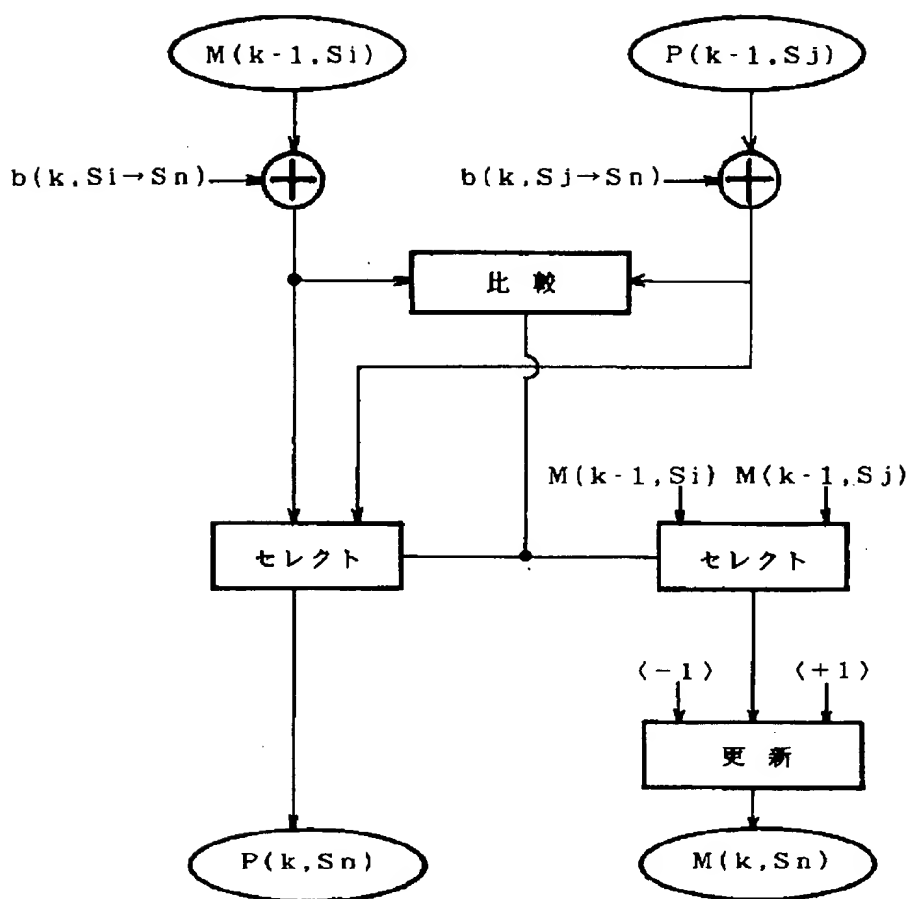 M(k-1,Si)
P(k-1,Sj)
b(k,Si→Sn)
b(k,Sj→Sn)
比較
M(k-1,Si) M(k-1,Sj)
セレクト
セレクト
〈-1〉
〈+1〉
更新
P(k,Sn)
M(k,Sn)